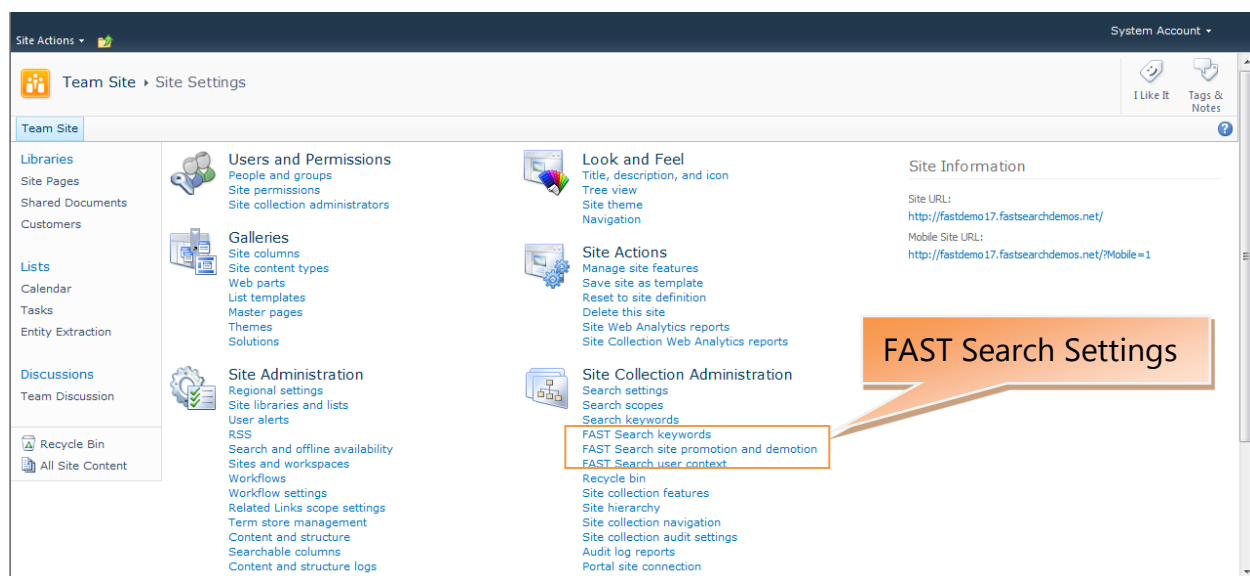 Site Actions
System Account
Team Site ▸ Site Settings
I Like It
Tags &
Notes
Team Site
Libraries
Site Pages
Shared Documents
Customers
Lists
Calendar
Tasks
Entity Extraction
Discussions
Team Discussion
Recycle Bin
All Site Content
Users and Permissions
People and groups
Site permissions
Site collection administrators
Galleries
Site columns
Site content types
Web parts
List templates
Master pages
Themes
Solutions
Site Administration
Regional settings
Site libraries and lists
User alerts
RSS
Search and offline availability
Sites and workspaces
Workflows
Workflow settings
Related Links scope settings
Term store management
Content and structure
Searchable columns
Content and structure logs
Look and Feel
Title, description, and icon
Tree view
Site theme
Navigation
Site Actions
Manage site features
Save site as template
Reset to site definition
Delete this site
Site Web Analytics reports
Site Collection Web Analytics reports
Site Collection Administration
Search settings
Search scopes
Search keywords
FAST Search keywords
FAST Search site promotion and demotion
FAST Search user context
Recycle bin
Site collection features
Site hierarchy
Site collection navigation
Site collection audit settings
Audit log reports
Portal site connection
Site Information
Site URL:
http://fastdemo17.fastsearchdemos.net/
Mobile Site URL:
http://fastdemo17.fastsearchdemos.net/?Mobile=1
FAST Search Settings